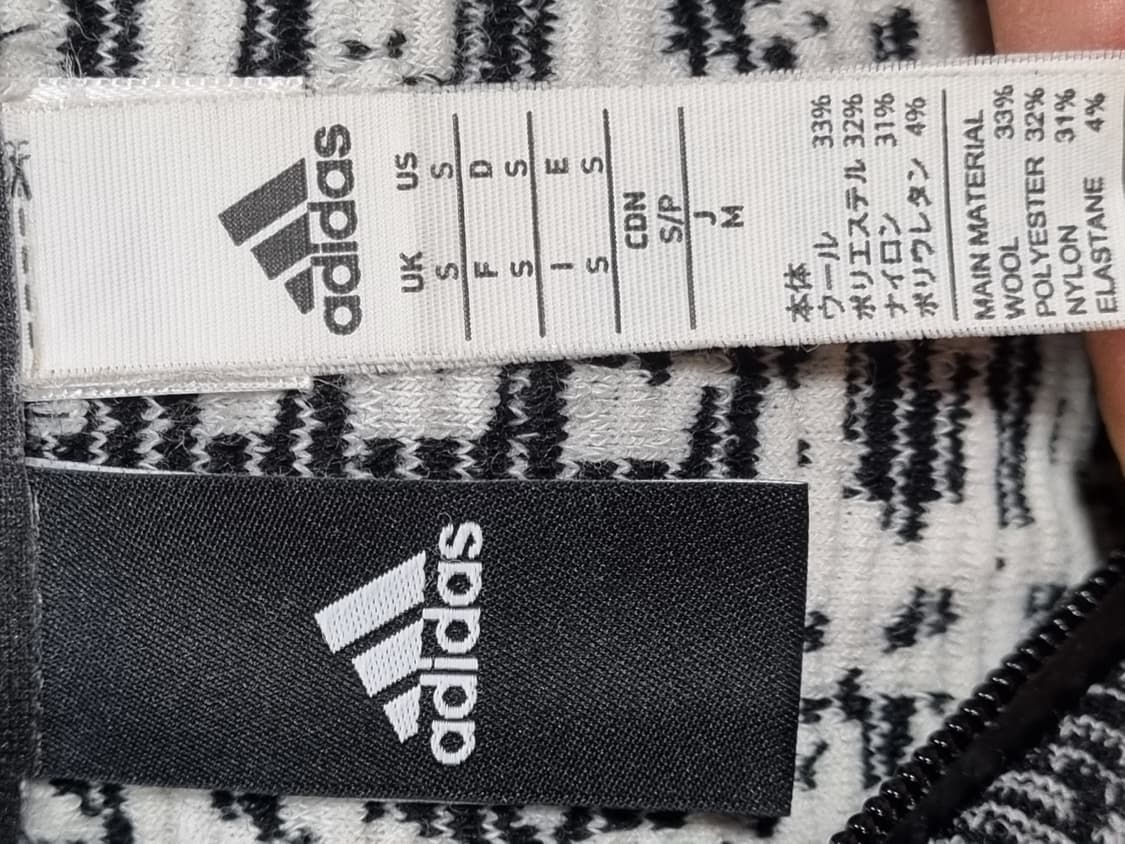 adidas
UK US
S S
F D
S S
I E
S S
CDN
S/P
J
M
本体
ウール 33%
ポリエステル 32%
ナイロン 31%
ポリウレタン 4%
MAIN MATERIAL
WOOL 33%
POLYESTER 32%
NYLON 31%
ELASTANE 4%
adidas